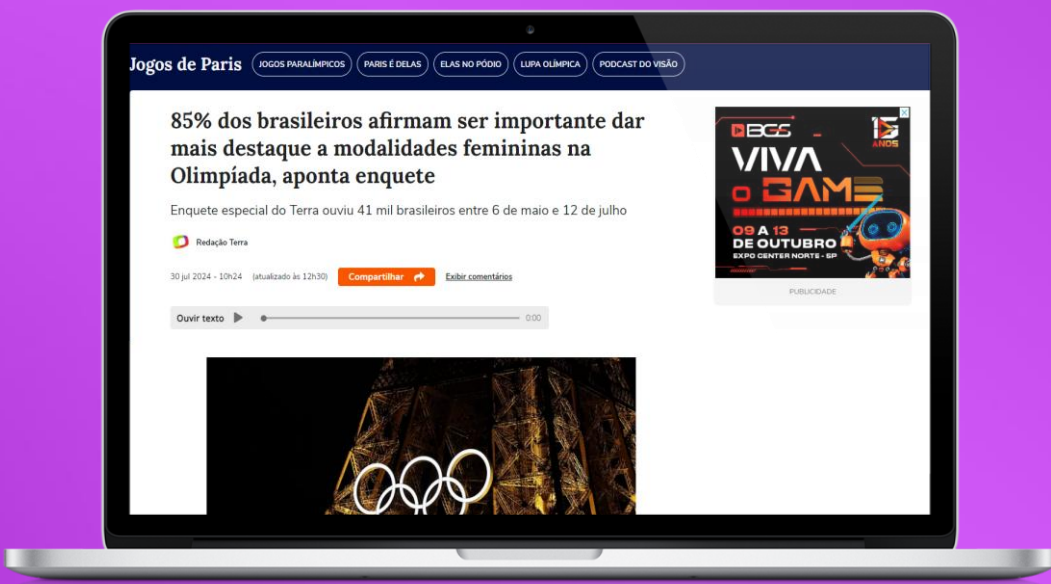 Jogos de Paris
JOGOS PARALÍMPICOS
PARIS É DELAS
ELAS NO PÓDIO
LUPA OLÍMPICA
PODCAST DO VISÃO
85% dos brasileiros afirmam ser importante dar
mais destaque a modalidades femininas na
Olimpíada, aponta enquete
Enquete especial do Terra ouviu 41 mil brasileiros entre 6 de maio e 12 de julho
Redação Terra
30 jul 2024 - 10h24 (atualizado às 12h30)
Compartilhar
Exibir comentários
Ouvir texto
0:00
BGS
15
ANOS
VIVA
O GAME
09 A 13
DE OUTUBRO
EXPO CENTER NORTE - SP
PUBLICIDADE